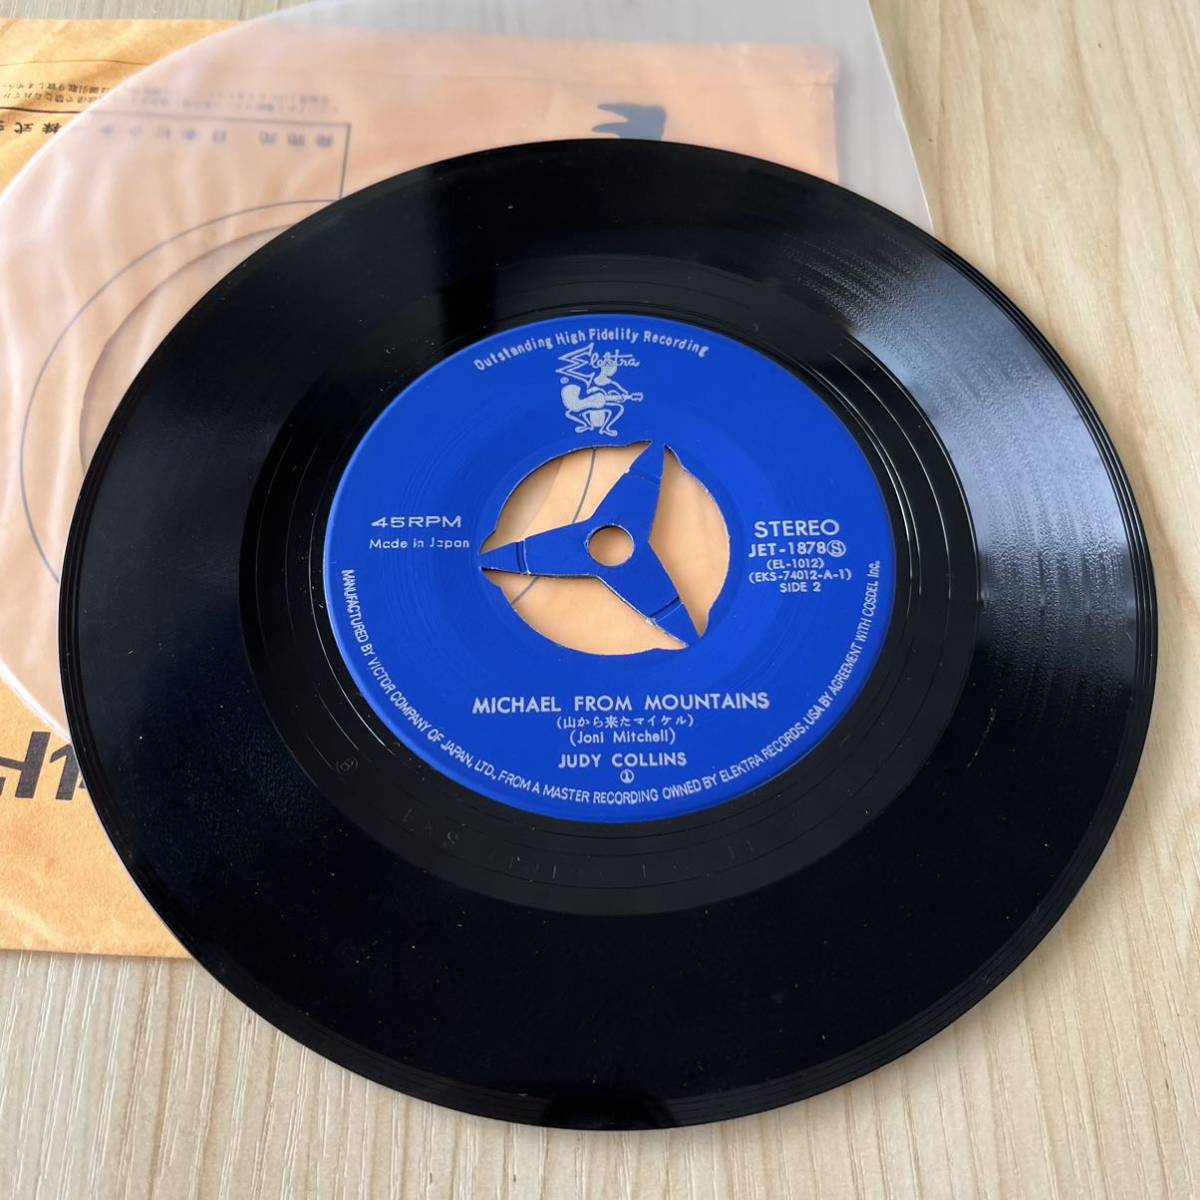 Outstanding High Fidelity Recording
Elektra
45 RPM
Made in Japan
STEREO
JET-1878Ⓢ
(EL-1012)
(EKS-74012-A-1)
SIDE 2
MICHAEL FROM MOUNTAINS
(山から来たマイケル)
(Joni Mitchell)
JUDY COLLINS
①
MANUFACTURED BY VICTOR COMPANY OF JAPAN, LTD., FROM A MASTER RECORDING OWNED BY ELEKTRA RECORDS, USA BY AGREEMENT WITH COSDEL Inc.